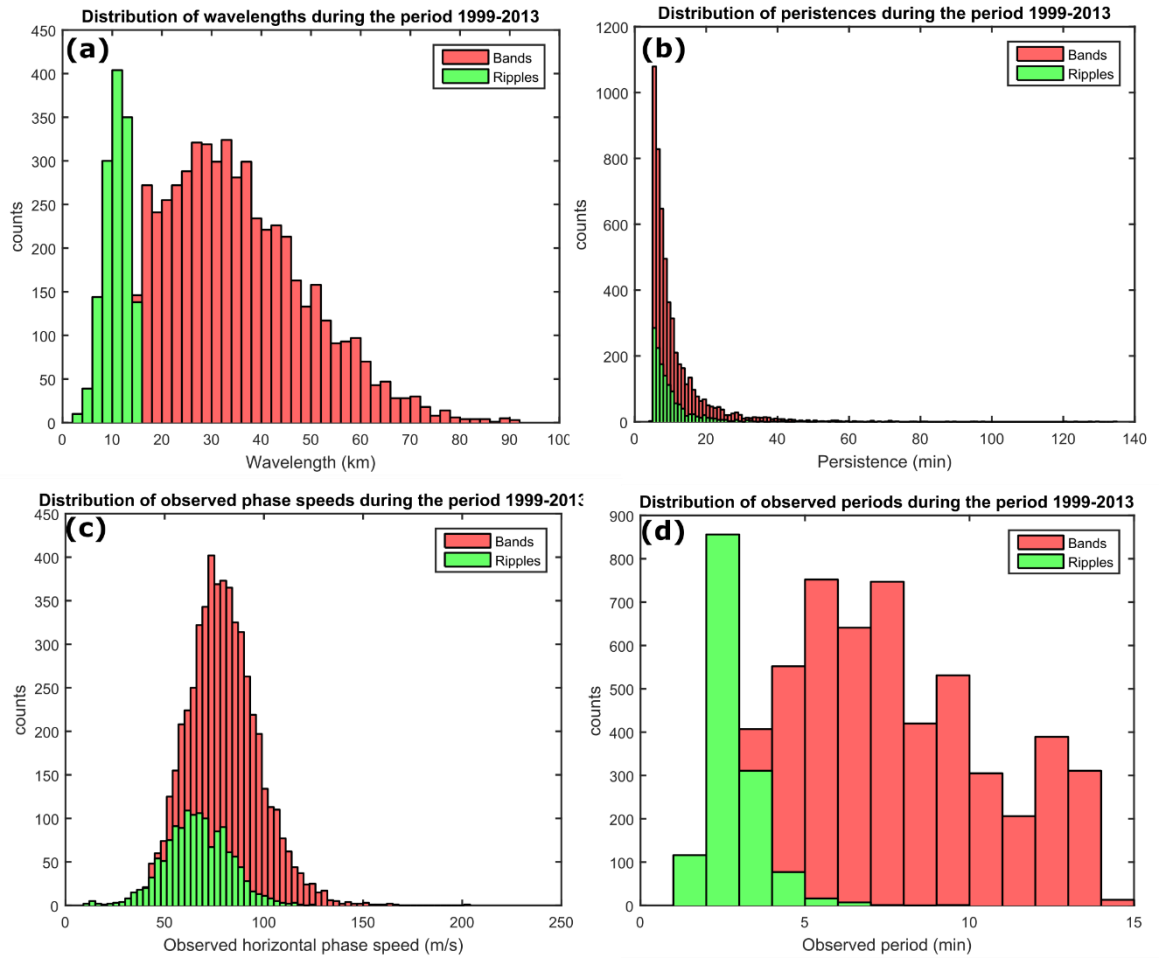 Distribution of wavelengths during the period 1999-2013
(a)
Bands
Ripples
450
400
350
300
250
200
150
100
50
0
counts
0 10 20 30 40 50 60 70 80 90 100
Wavelength (km)
Distribution of peristences during the period 1999-2013
(b)
Bands
Ripples
1200
1000
800
600
400
200
0
counts
0 20 40 60 80 100 120 140
Persistence (min)
Distribution of observed phase speeds during the period 1999-2013
(c)
Bands
Ripples
450
400
350
300
250
200
150
100
50
0
counts
0 50 100 150 200 250
Observed horizontal phase speed (m/s)
Distribution of observed periods during the period 1999-2013
(d)
Bands
Ripples
900
800
700
600
500
400
300
200
100
0
counts
0 5 10 15
Observed period (min)